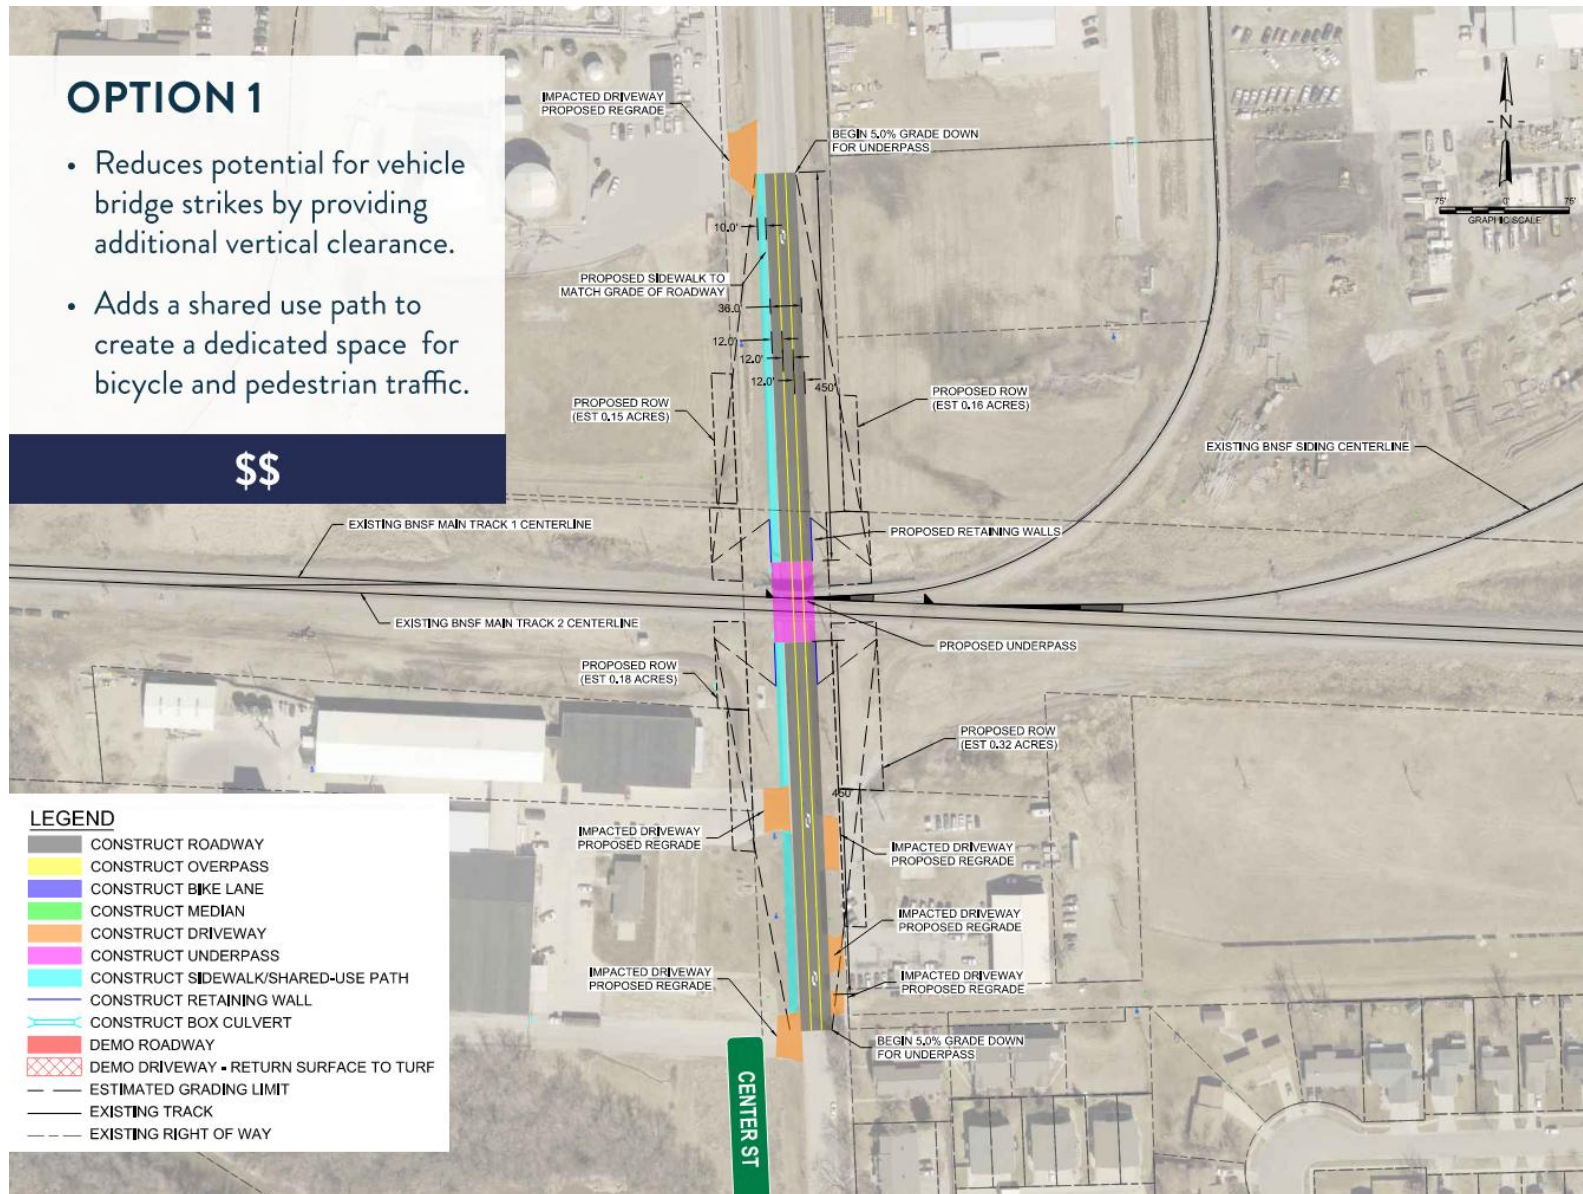 OPTION 1
• Reduces potential for vehicle
bridge strikes by providing
additional vertical clearance.
• Adds a shared use path to
create a dedicated space for
bicycle and pedestrian traffic.
$$
IMPACTED DRIVEWAY
PROPOSED REGRADE
BEGIN 5.0% GRADE DOWN
FOR UNDERPASS
N
75' 0' 75'
GRAPHIC SCALE
10.0'
PROPOSED SIDEWALK TO
MATCH GRADE OF ROADWAY
36.0'
12.0'
12.0'
12.0'
450'
PROPOSED ROW
(EST 0.15 ACRES)
PROPOSED ROW
(EST 0.16 ACRES)
EXISTING BNSF SIDING CENTERLINE
EXISTING BNSF MAIN TRACK 1 CENTERLINE
PROPOSED RETAINING WALLS
EXISTING BNSF MAIN TRACK 2 CENTERLINE
PROPOSED UNDERPASS
PROPOSED ROW
(EST 0.18 ACRES)
PROPOSED ROW
(EST 0.32 ACRES)
450'
IMPACTED DRIVEWAY
PROPOSED REGRADE
IMPACTED DRIVEWAY
PROPOSED REGRADE
IMPACTED DRIVEWAY
PROPOSED REGRADE
IMPACTED DRIVEWAY
PROPOSED REGRADE
IMPACTED DRIVEWAY
PROPOSED REGRADE
BEGIN 5.0% GRADE DOWN
FOR UNDERPASS
CENTER ST
LEGEND
CONSTRUCT ROADWAY
CONSTRUCT OVERPASS
CONSTRUCT BIKE LANE
CONSTRUCT MEDIAN
CONSTRUCT DRIVEWAY
CONSTRUCT UNDERPASS
CONSTRUCT SIDEWALK/SHARED-USE PATH
CONSTRUCT RETAINING WALL
CONSTRUCT BOX CULVERT
DEMO ROADWAY
DEMO DRIVEWAY - RETURN SURFACE TO TURF
ESTIMATED GRADING LIMIT
EXISTING TRACK
EXISTING RIGHT OF WAY